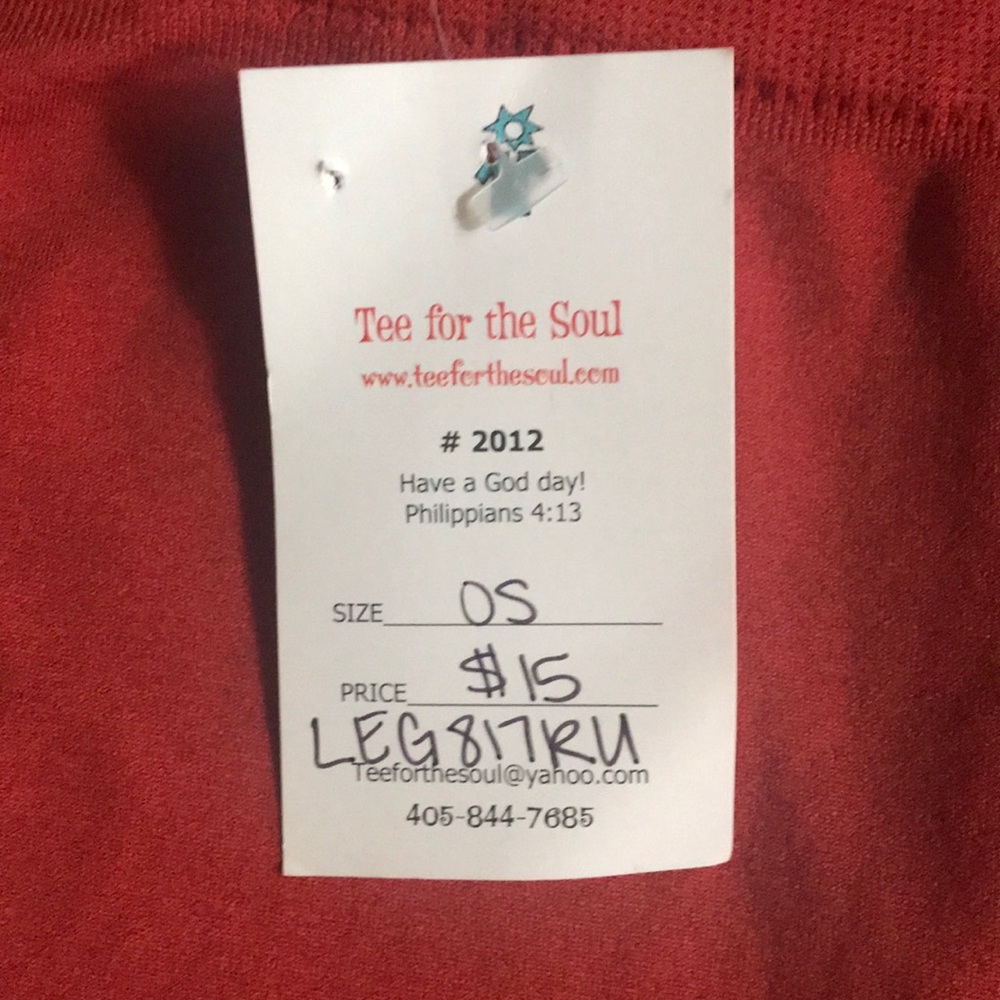 Tee for the Soul
www.teeforthesoul.com
# 2012
Have a God day!
Philippians 4:13
SIZE OS
PRICE $15
LEG817RU
Teeforthesoul@yahoo.com
405-844-7685